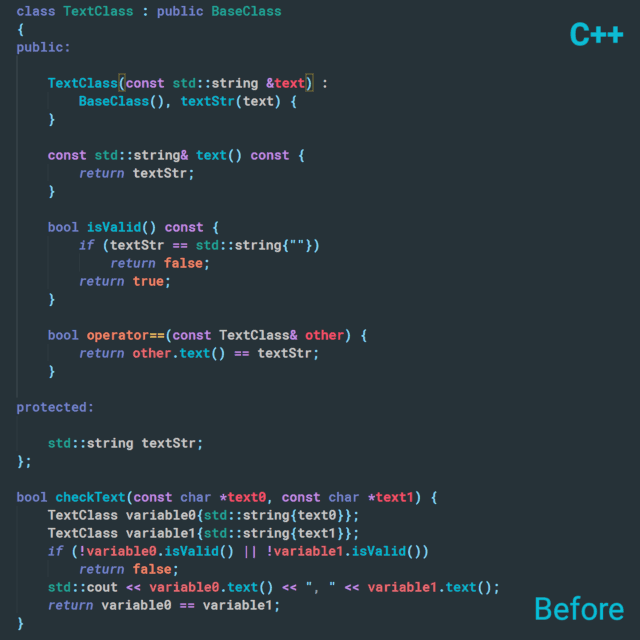 class TextClass : public BaseClass
C++
{
public:
TextClass(const std::string &text) :
BaseClass(), textStr(text) {
}
const std::string& text() const {
return textStr;
}
bool isValid() const {
if (textStr == std::string{""})
return false;
return true;
}
bool operator==(const TextClass& other) {
return other.text() == textStr;
}
protected:
std::string textStr;
};
bool checkText(const char *text0, const char *text1) {
TextClass variable0{std::string{text0}};
TextClass variable1{std::string{text1}};
if (!variable0.isValid() || !variable1.isValid())
return false;
std::cout << variable0.text() << ", " << variable1.text();
return variable0 == variable1;
}
Before